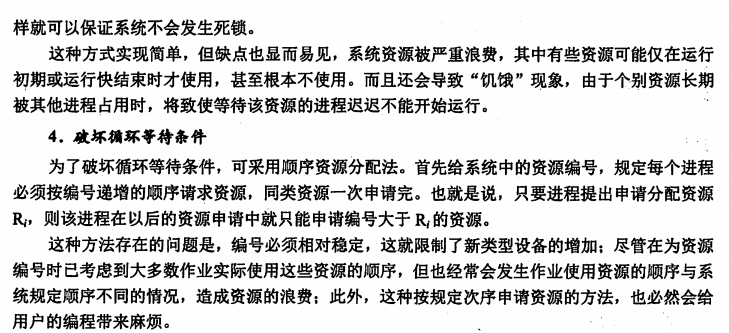 样就可以保证系统不会发生死锁。
这种方式实现简单，但缺点也显而易见，系统资源被严重浪费，其中有些资源可能仅在运行
初期或运行快结束时才使用，甚至根本不使用。而且还会导致“饥饿”现象，由于个别资源长期
被其他进程占用时，将致使等待该资源的进程迟迟不能开始运行。
4．破坏循环等待条件
为了破坏循环等待条件，可采用顺序资源分配法。首先给系统中的资源编号，规定每个进程
必须按编号递增的顺序请求资源，同类资源一次申请完。也就是说，只要进程提出申请分配资源
Ri，则该进程在以后的资源申请中就只能申请编号大于 Ri 的资源。
这种方法存在的问题是，编号必须相对稳定，这就限制了新类型设备的增加；尽管在为资源
编号时已考虑到大多数作业实际使用这些资源的顺序，但也经常会发生作业使用资源的顺序与系
统规定顺序不同的情况，造成资源的浪费；此外，这种按规定次序申请资源的方法，也必然会给
用户的编程带来麻烦。